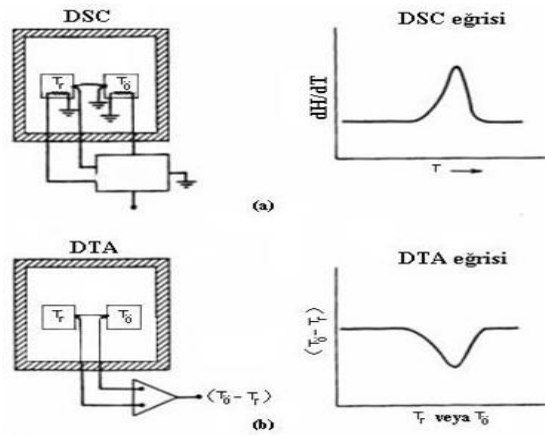 DSC
DSC eğrisi
Tr
Tö
dH/dT
T
(a)
DTA
DTA eğrisi
Tr
Tö
(Tö - Tr)
(Tö - Tr)
Tr veya Tö
(b)